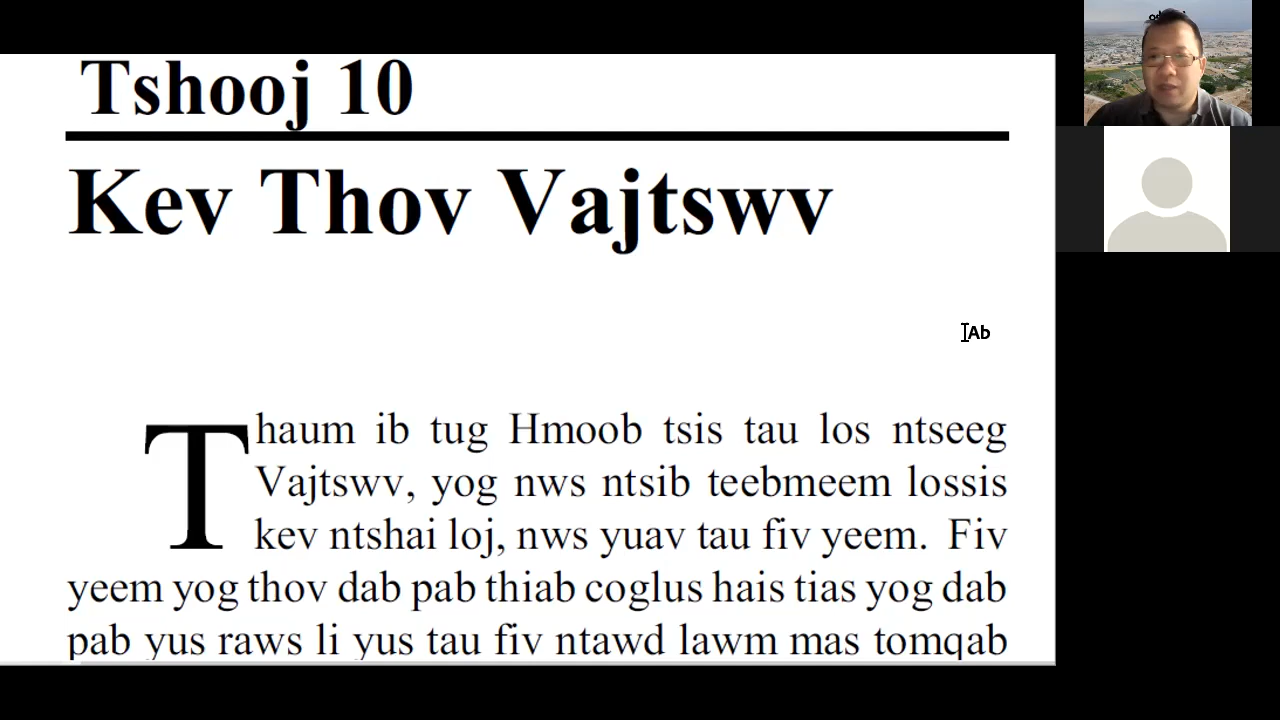 Tshooj 10
Kev Thov Vajtswv
Ab
Thaum ib tug Hmoob tsis tau los ntseeg
Vajtswv, yog nws ntsib teebmeem lossis
kev ntshai loj, nws yuav tau fiv yeem. Fiv
yeem yog thov dab pab thiab coglus hais tias yog dab
pab yus raws li yus tau fiv ntawd lawm mas tomqab